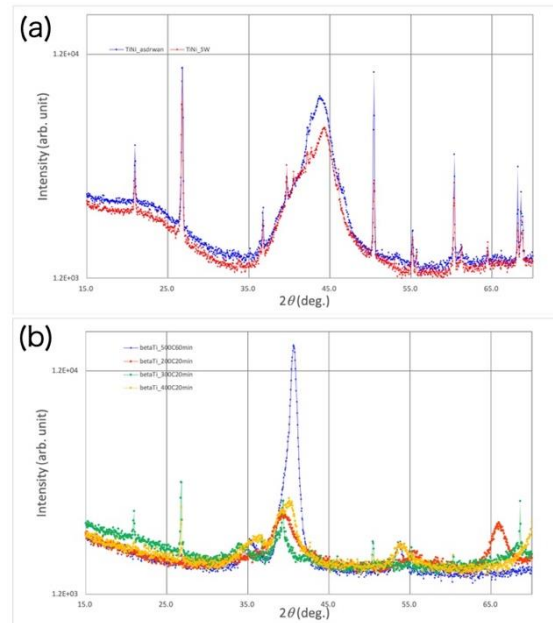 (a)
1.2E+04
TiNi_asdrwan TiNi_5W
Intensity (arb. unit)
1.2E+03
15.0 25.0 35.0 45.0 55.0 65.0
2θ (deg.)
(b)
betaTi_500C60min
betaTi_200C20min
1.2E+04
betaTi_300C20min
betaTi_400C20min
Intensity (arb. unit)
1.2E+03
15.0 25.0 35.0 45.0 55.0 65.0
2θ (deg.)